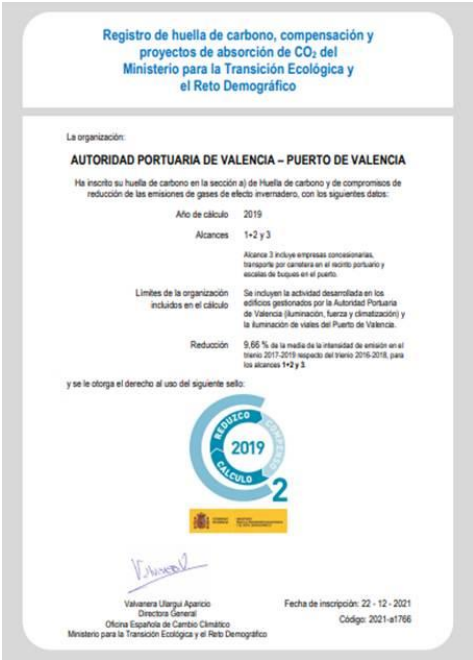 Registro de huella de carbono, compensación y
proyectos de absorción de CO₂ del
Ministerio para la Transición Ecológica y
el Reto Demográfico
La organización:
AUTORIDAD PORTUARIA DE VALENCIA – PUERTO DE VALENCIA
Ha inscrito su huella de carbono en la sección a) de Huella de carbono y de compromisos de
reducción de las emisiones de gases de efecto invernadero, con los siguientes datos:
Año de cálculo 2019
Alcances 1+2 y 3
Alcance 3 incluye empresas concesionarias,
transporte por carretera en el recinto portuario y
escalas de buques en el puerto.
Límites de la organización
incluidos en el cálculo
Se incluyen la actividad desarrollada en los
edificios gestionados por la Autoridad Portuaria
de Valencia (iluminación, fuerza y climatización) y
la iluminación de viales del Puerto de Valencia.
Reducción 9,66 % de la media de la intensidad de emisión en el
trienio 2017-2019 respecto del trienio 2016-2018, para
los alcances 1+2 y 3.
y se le otorga el derecho al uso del siguiente sello:
REDUZCO
COMPENSO
CALCULO
2019
2
Valvanera Ulargui Aparicio
Directora General
Oficina Española de Cambio Climático
Ministerio para la Transición Ecológica y el Reto Demográfico
Fecha de inscripción: 22 - 12 - 2021
Código: 2021-a1766